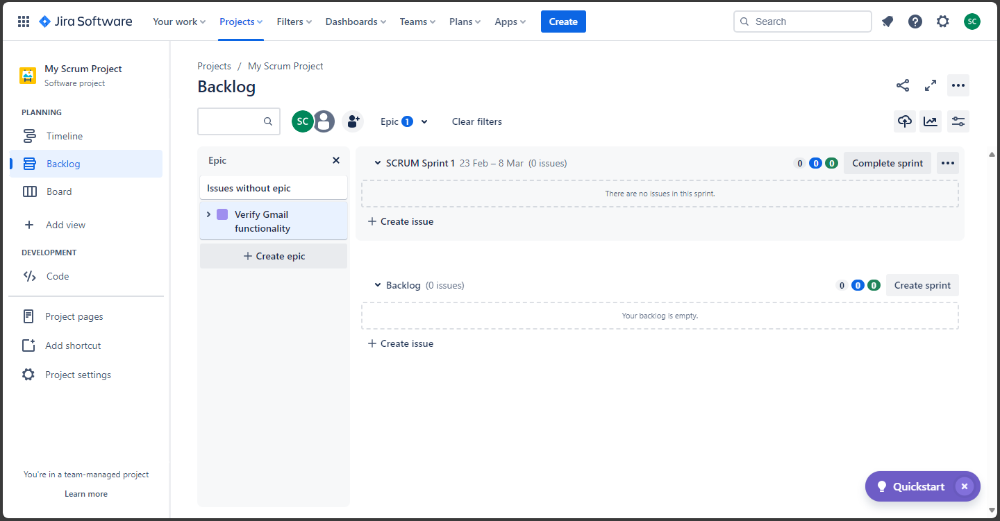 Jira Software
Your work
Projects
Filters
Dashboards
Teams
Plans
Apps
Create
Search
SC
My Scrum Project
Software project
PLANNING
Timeline
Backlog
Board
Add view
DEVELOPMENT
Code
Project pages
Add shortcut
Project settings
You're in a team-managed project
Learn more
Projects / My Scrum Project
Backlog
SC
Epic 1
Clear filters
Epic
Issues without epic
Verify Gmail
functionality
Create epic
SCRUM Sprint 1 23 Feb – 8 Mar (0 issues)
0 0 0
Complete sprint
There are no issues in this sprint.
Create issue
Backlog (0 issues)
0 0 0
Create sprint
Your backlog is empty.
Create issue
Quickstart